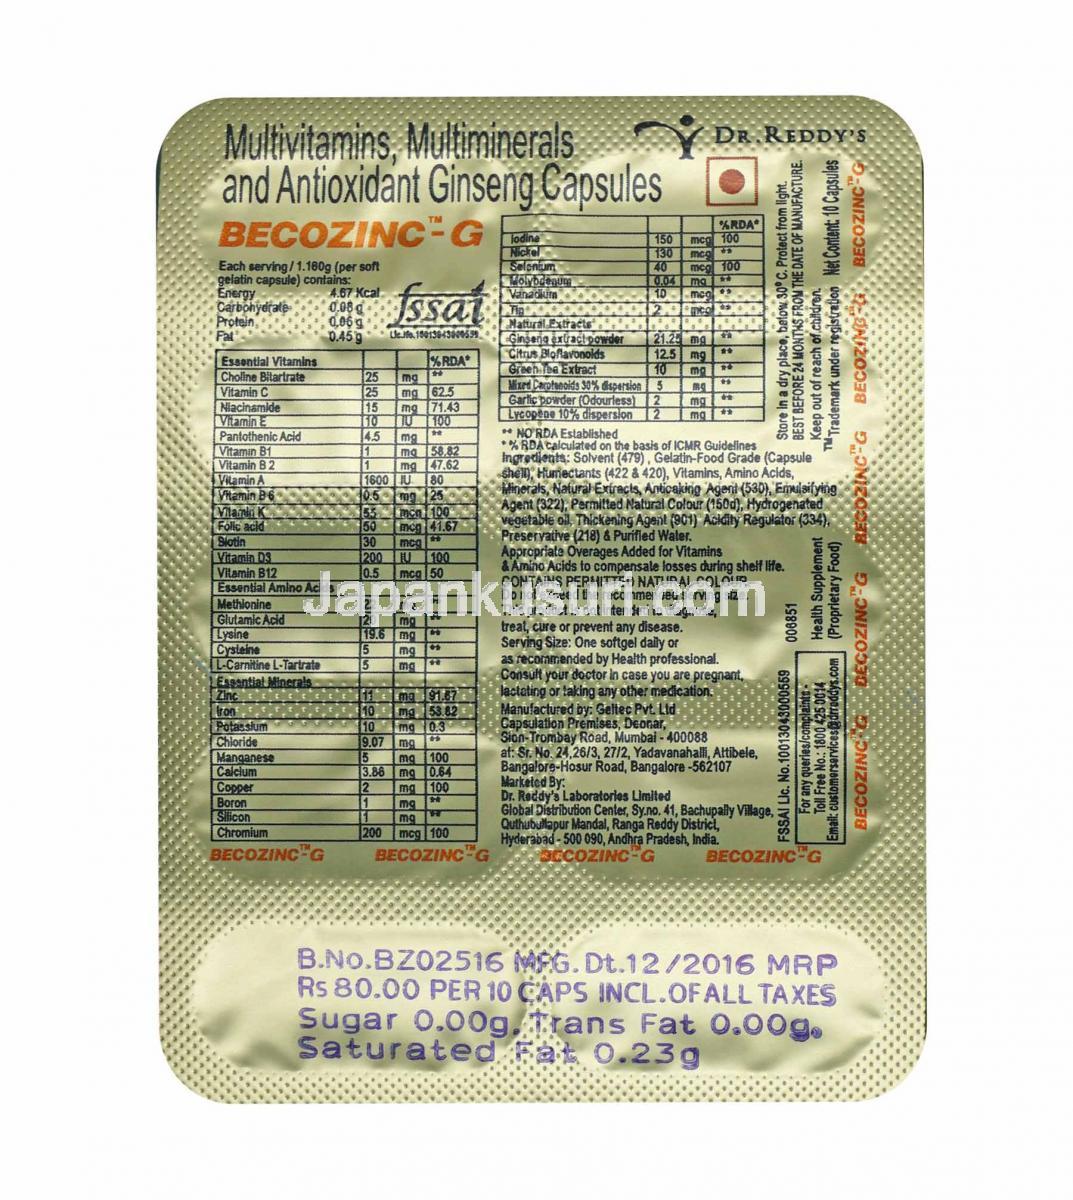 Multivitamins, Multiminerals
and Antioxidant Ginseng Capsules
DR.REDDY'S
BECOZINC™-G
Each serving / 1.160g (per soft
gelatin capsule) contains:
Energy 4.67 Kcal
Carbohydrate 0.08 g
Protein 0.06 g
Fat 0.45 g
fssai
Lic.No.10013043000559
Essential Vitamins %RDA*
Choline Bitartrate 25 mg **
Vitamin C 25 mg 62.5
Niacinamide 15 mg 71.43
Vitamin E 10 IU 100
Pantothenic Acid 4.5 mg **
Vitamin B1 1 mg 58.82
Vitamin B 2 1 mg 47.62
Vitamin A 1600 IU 80
Vitamin B 6 0.5 mg 25
Vitamin K 55 mcg 100
Folic acid 50 mcg 41.67
Biotin 30 mcg **
Vitamin D3 200 IU 100
Vitamin B12 0.5 mcg 50
Essential Amino Acids
Methionine
Glutamic Acid mg **
Lysine 19.6 mg **
Cysteine 5 mg **
L-Carnitine L-Tartrate 5 mg **
Essential Minerals
Zinc 11 mg 91.67
Iron 10 mg 58.82
Potassium 10 mg 0.3
Chloride 9.07 mg **
Manganese 5 mg 100
Calcium 3.86 mg 0.64
Copper 2 mg 100
Boron 1 mg **
Silicon 1 mg **
Chromium 200 mcg 100
%RDA*
Iodine 150 mcg 100
Nickel 130 mcg **
Selenium 40 mcg 100
Molybdenum 0.04 mg **
Vanadium 10 mcg **
Tin 2 mcg **
Natural Extracts
Ginseng extract powder 21.25 mg **
Citrus Bioflavonoids 12.5 mg **
Green Tea Extract 10 mg **
Mixed Carotenoids 30% dispersion 5 mg **
Garlic powder (Odourless) 2 mg **
Lycopene 10% dispersion 2 mg **
** NO RDA Established
* % RDA calculated on the basis of ICMR Guidelines
Ingredients: Solvent (479) , Gelatin-Food Grade (Capsule
shell), Humectants (422 & 420), Vitamins, Amino Acids,
Minerals, Natural Extracts, Anticaking Agent (530), Emulsifying
Agent (322), Permitted Natural Colour (150d), Hydrogenated
vegetable oil, Thickening Agent (901) Acidity Regulator (334),
Preservative (218) & Purified Water.
Appropriate Overages Added for Vitamins
& Amino Acids to compensate losses during shelf life.
CONTAINS PERMITTED NATURAL COLOUR
Do not exceed the recommended serving size.
treat, cure or prevent any disease.
Serving Size: One softgel daily or
as recommended by Health professional.
Consult your doctor in case you are pregnant,
lactating or taking any other medication.
Manufactured by: Geltec Pvt. Ltd
Capsulation Premises, Deonar,
Sion-Trombay Road, Mumbai - 400088
at: Sr. No. 24,26/3, 27/2, Yadavanahalli, Attibele,
Bangalore-Hosur Road, Bangalore -562107
Marketed By:
Dr. Reddy's Laboratories Limited
Global Distribution Center, Sy.no. 41, Bachupally Village,
Quthubullapur Mandal, Ranga Reddy District,
Hyderabad - 500 090, Andhra Pradesh, India.
Store in a dry place, below 30° C. Protect from light.
BEST BEFORE 24 MONTHS FROM THE DATE OF MANUFACTURE.
Keep out of reach of children.
™Trademark under registration Net Content: 10 Capsules
006851
Health Supplement
(Proprietary Food)
FSSAI Lic. No.10013043000559
For any queries/complaints -
Toll Free No.: 1800 425 0014
Email: customerservices@drreddys.com
BECOZINC™-G BECOZINC™-G BECOZINC™-G BECOZINC™-G BECOZINC™-G
BECOZINC™-G BECOZINC™-G BECOZINC™-G BECOZINC™-G
Japankusuri.com
B.No.BZ02516 MFG. Dt.12/2016 MRP
Rs 80.00 PER 10 CAPS INCL.OF ALL TAXES
Sugar 0.00g, Trans Fat 0.00g,
Saturated Fat 0.23g